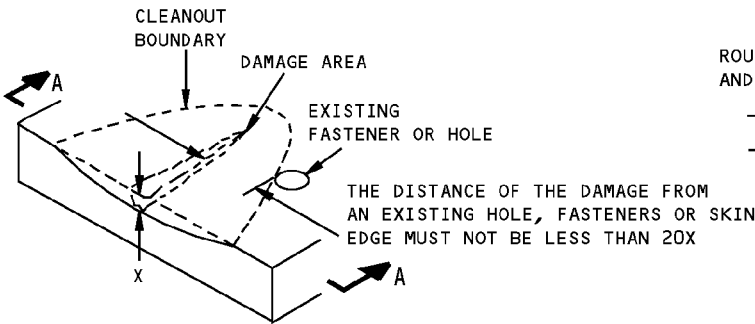 CLEANOUT
BOUNDARY
DAMAGE AREA
A
EXISTING
FASTENER OR HOLE
THE DISTANCE OF THE DAMAGE FROM
AN EXISTING HOLE, FASTENERS OR SKIN
EDGE MUST NOT BE LESS THAN 20X
X
A
AND